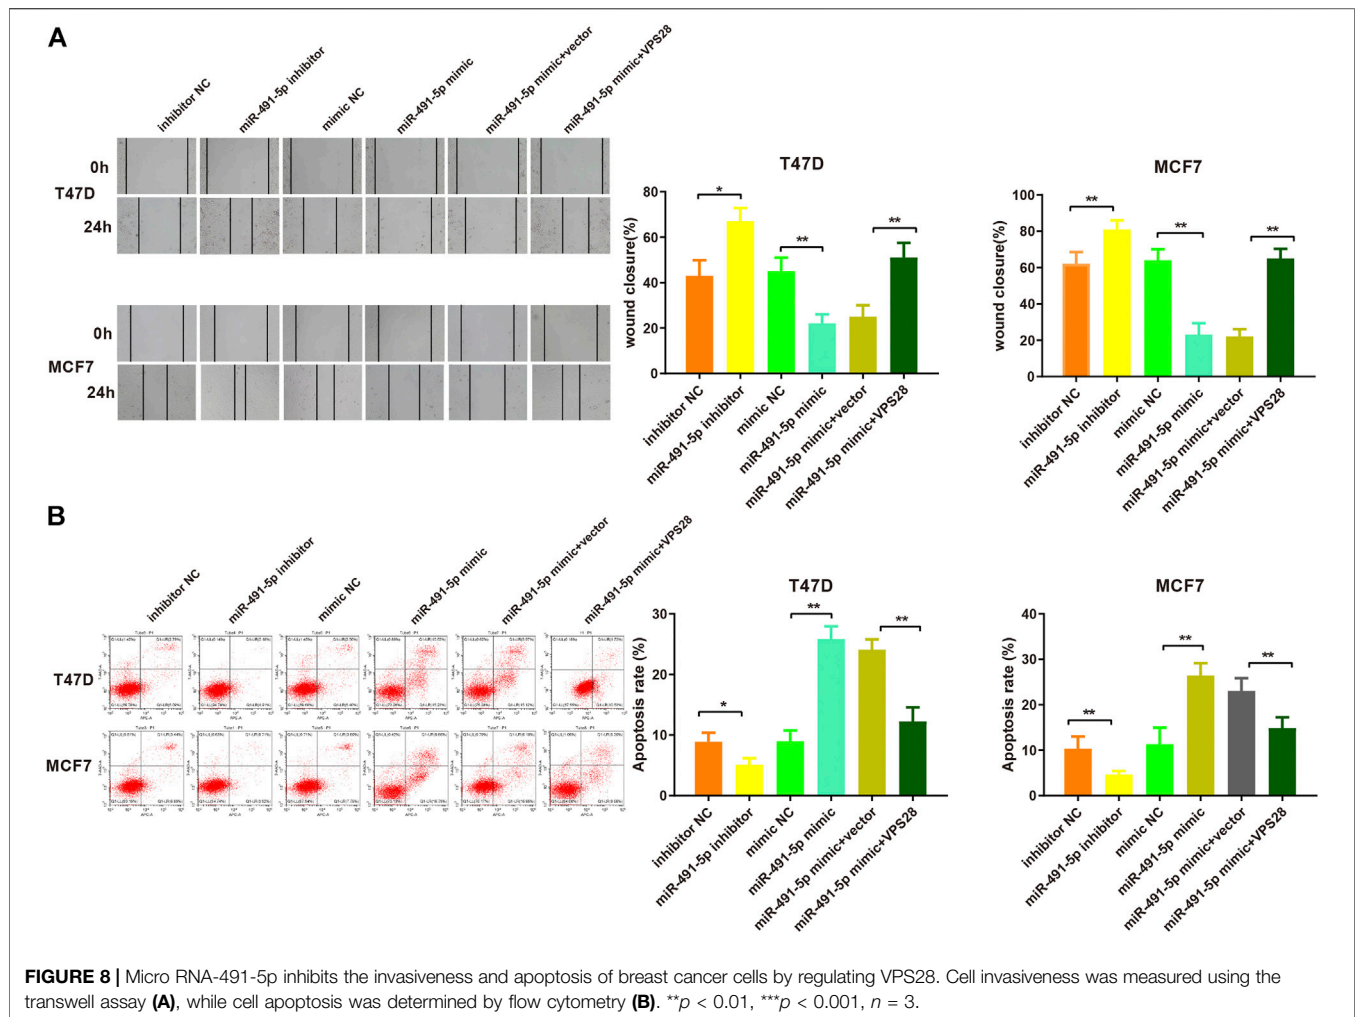 A
inhibitor NC
miR-491-5p inhibitor
mimic NC
miR-491-5p mimic
miR-491-5p mimic+vector
miR-491-5p mimic+VPS28
0h
T47D
24h
0h
MCF7
24h
T47D
80
60
40
20
0
wound closure(%)
*
**
**
inhibitor NC
miR-491-5p inhibitor
mimic NC
miR-491-5p mimic
miR-491-5p mimic+vector
miR-491-5p mimic+VPS28
MCF7
100
80
60
40
20
0
wound closure(%)
**
**
**
inhibitor NC
miR-491-5p inhibitor
mimic NC
miR-491-5p mimic
miR-491-5p mimic+vector
miR-491-5p mimic+VPS28
B
inhibitor NC
miR-491-5p inhibitor
mimic NC
miR-491-5p mimic
miR-491-5p mimic+vector
miR-491-5p mimic+VPS28
T47D
MCF7
T47D
30
20
10
0
Apoptosis rate (%)
*
**
**
inhibitor NC
miR-491-5p inhibitor
mimic NC
miR-491-5p mimic
miR-491-5p mimic+vector
miR-491-5p mimic+VPS28
MCF7
40
30
20
10
0
Apoptosis rate (%)
**
**
**
inhibitor NC
miR-491-5p inhibitor
mimic NC
miR-491-5p mimic
miR-491-5p mimic+vector
miR-491-5p mimic+VPS28
FIGURE 8 | Micro RNA-491-5p inhibits the invasiveness and apoptosis of breast cancer cells by regulating VPS28. Cell invasiveness was measured using the
transwell assay (A), while cell apoptosis was determined by flow cytometry (B). **p < 0.01, ***p < 0.001, n = 3.